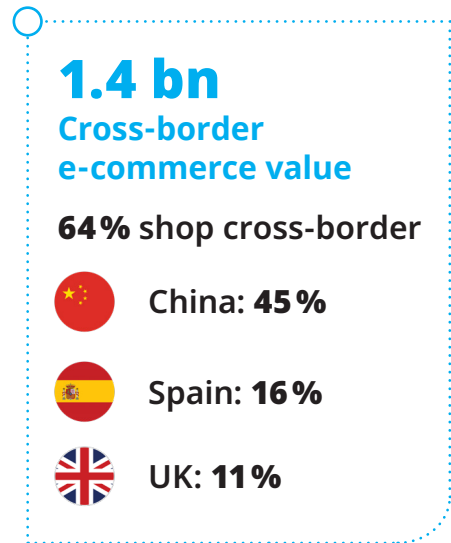 1.4 bn
Cross-border
e-commerce value
64% shop cross-border
China: 45%
Spain: 16%
UK: 11%